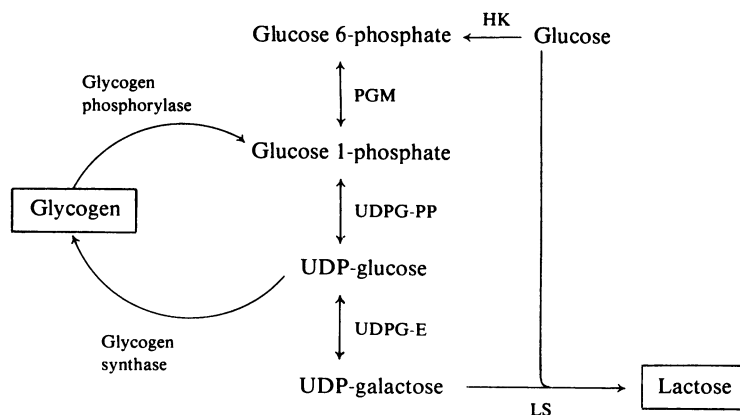 HK
Glucose 6-phosphate
Glucose
Glycogen
phosphorylase
PGM
Glucose 1-phosphate
Glycogen
UDPG-PP
UDP-glucose
Glycogen
synthase
UDPG-E
UDP-galactose
Lactose
LS